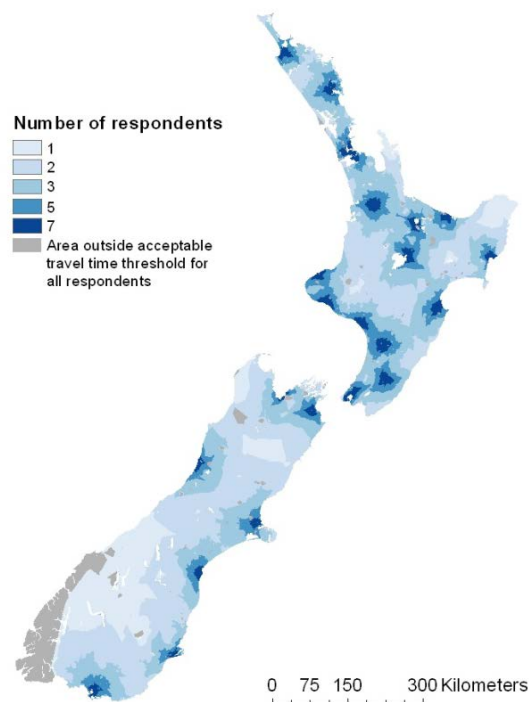 Number of respondents
1
2
3
5
7
Area outside acceptable
travel time threshold for
all respondents
0 75 150 300 Kilometers